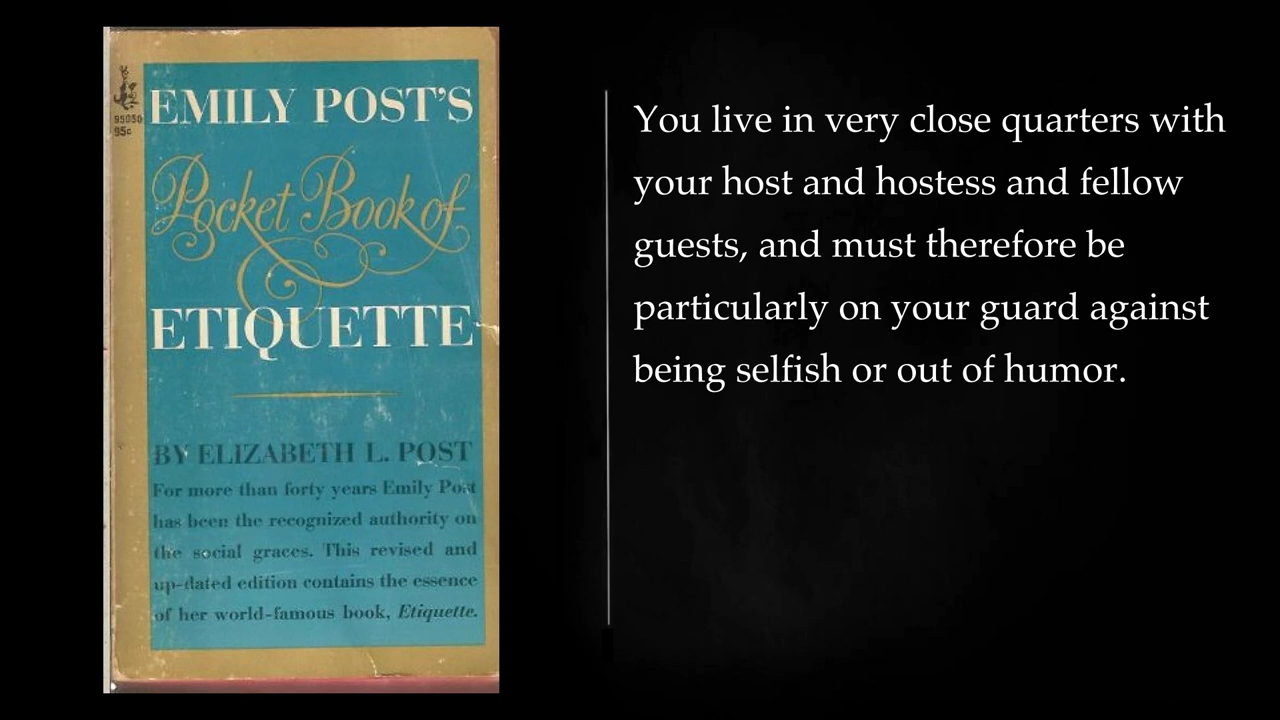 EMILY POST'S
95050
95c
Pocket Book of
ETIQUETTE
BY ELIZABETH L. POST
For more than forty years Emily Post
has been the recognized authority on
the social graces. This revised and
up-dated edition contains the essence
of her world-famous book, Etiquette.
You live in very close quarters with
your host and hostess and fellow
guests, and must therefore be
particularly on your guard against
being selfish or out of humor.